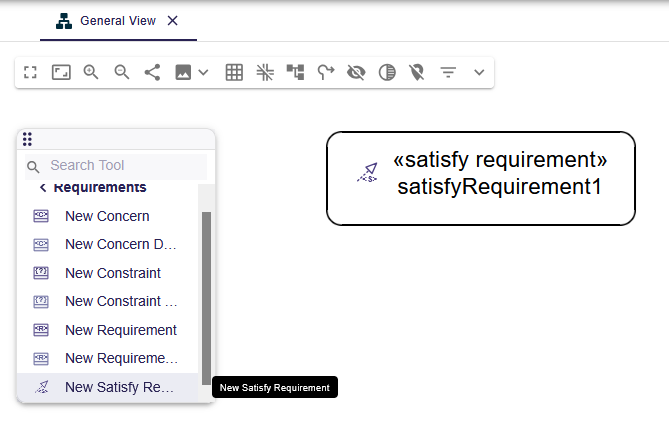 General View
Search Tool
Requirements
New Concern
New Concern D...
New Constraint
New Constraint ...
New Requirement
New Requireme...
New Satisfy Re...
New Satisfy Requirement
«satisfy requirement»
satisfyRequirement1